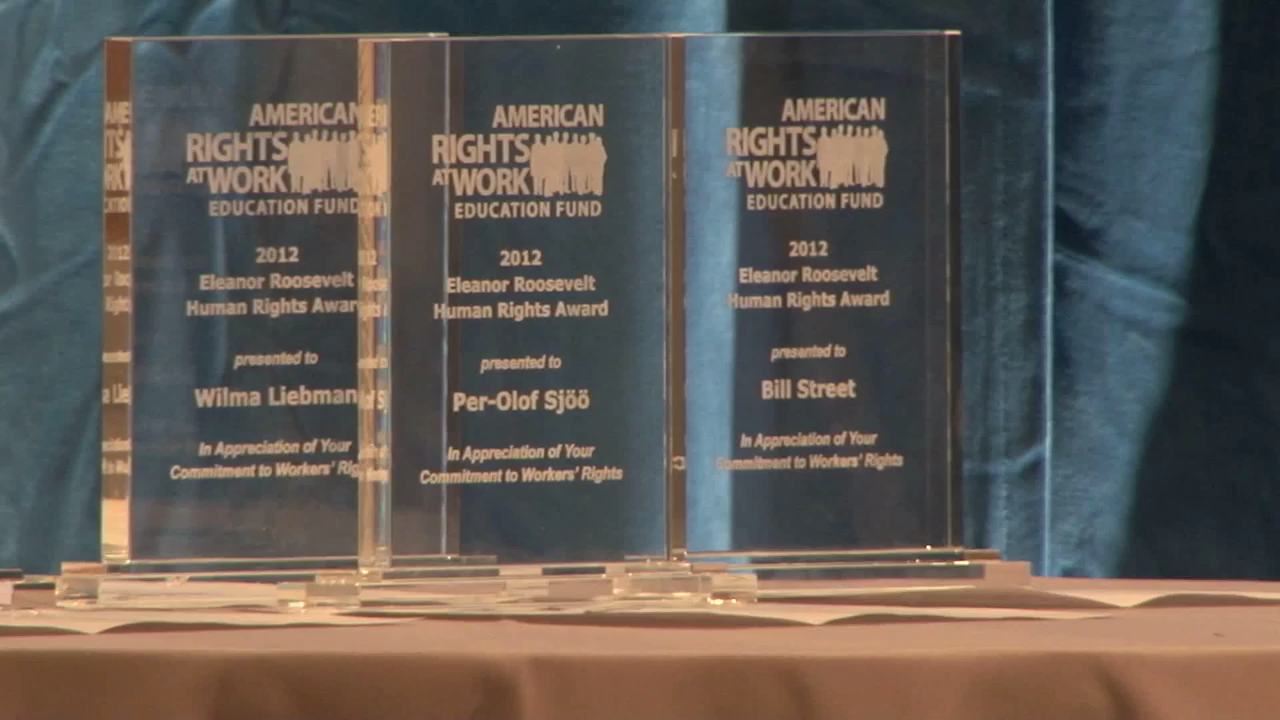 AMERICAN
RIGHTS
AT WORK
EDUCATION FUND
2012
Eleanor Roosevelt
Human Rights Awar
presented to
Wilma Liebman
In Appreciation of Your
Commitment to Workers' Rig
AMERICAN
RIGHTS
AT WORK
EDUCATION FUND
2012
Eleanor Roosevelt
Human Rights Award
presented to
Per-Olof Sjöö
In Appreciation of Your
Commitment to Workers' Rights
AMERICAN
RIGHTS
AT WORK
EDUCATION FUND
2012
Eleanor Roosevelt
Human Rights Award
presented to
Bill Street
In Appreciation of Your
Commitment to Workers' Rights